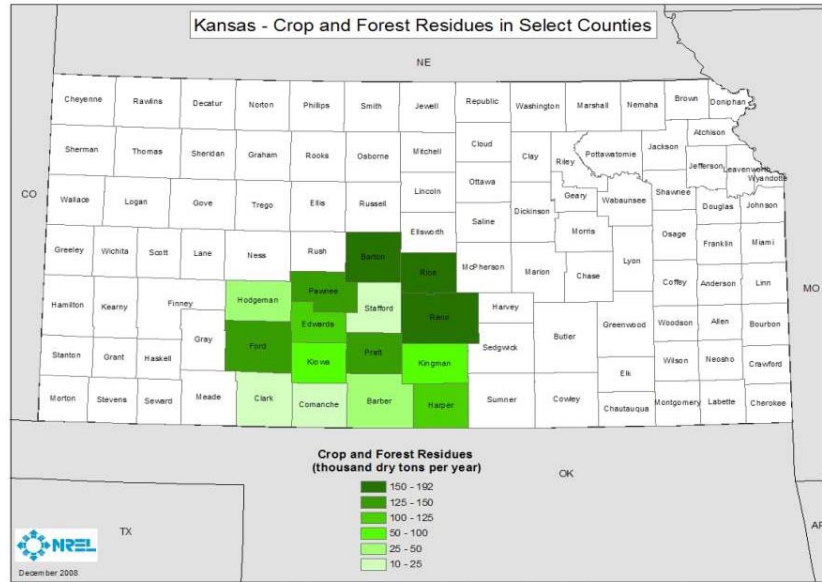 Kansas - Crop and Forest Residues in Select Counties
NE
Cheyenne Rawlins Decatur Norton Phillips Smith Jewell Republic Washington Marshall Nemaha Brown Doniphan
Atchison
Sherman Thomas Sheridan Graham Rooks Osborne Mitchell Cloud Clay Riley Pottawatomie Jackson Jefferson Leavenworth
Wyandotte
CO
Wallace Logan Gove Trego Ellis Russell Lincoln Ottawa Dickinson Geary Wabaunsee Shawnee Douglas Johnson
Ellsworth Saline Morris Osage Franklin Miami
Greeley Wichita Scott Lane Ness Rush Barton Rice McPherson Marion Chase Lyon Coffey Anderson Linn
MO
Hamilton Kearny Finney Hodgeman Pawnee Stafford Reno Harvey Butler Greenwood Woodson Allen Bourbon
Gray Ford Edwards Pratt Kingman Sedgwick
Stanton Grant Haskell Kiowa Elk Wilson Neosho Crawford
Morton Stevens Seward Meade Clark Comanche Barber Harper Sumner Cowley Chautauqua Montgomery Labette Cherokee
Crop and Forest Residues
(thousand dry tons per year)
150 - 192
125 - 150
100 - 125
50 - 100
25 - 50
10 - 25
OK
TX
NREL
December 2008